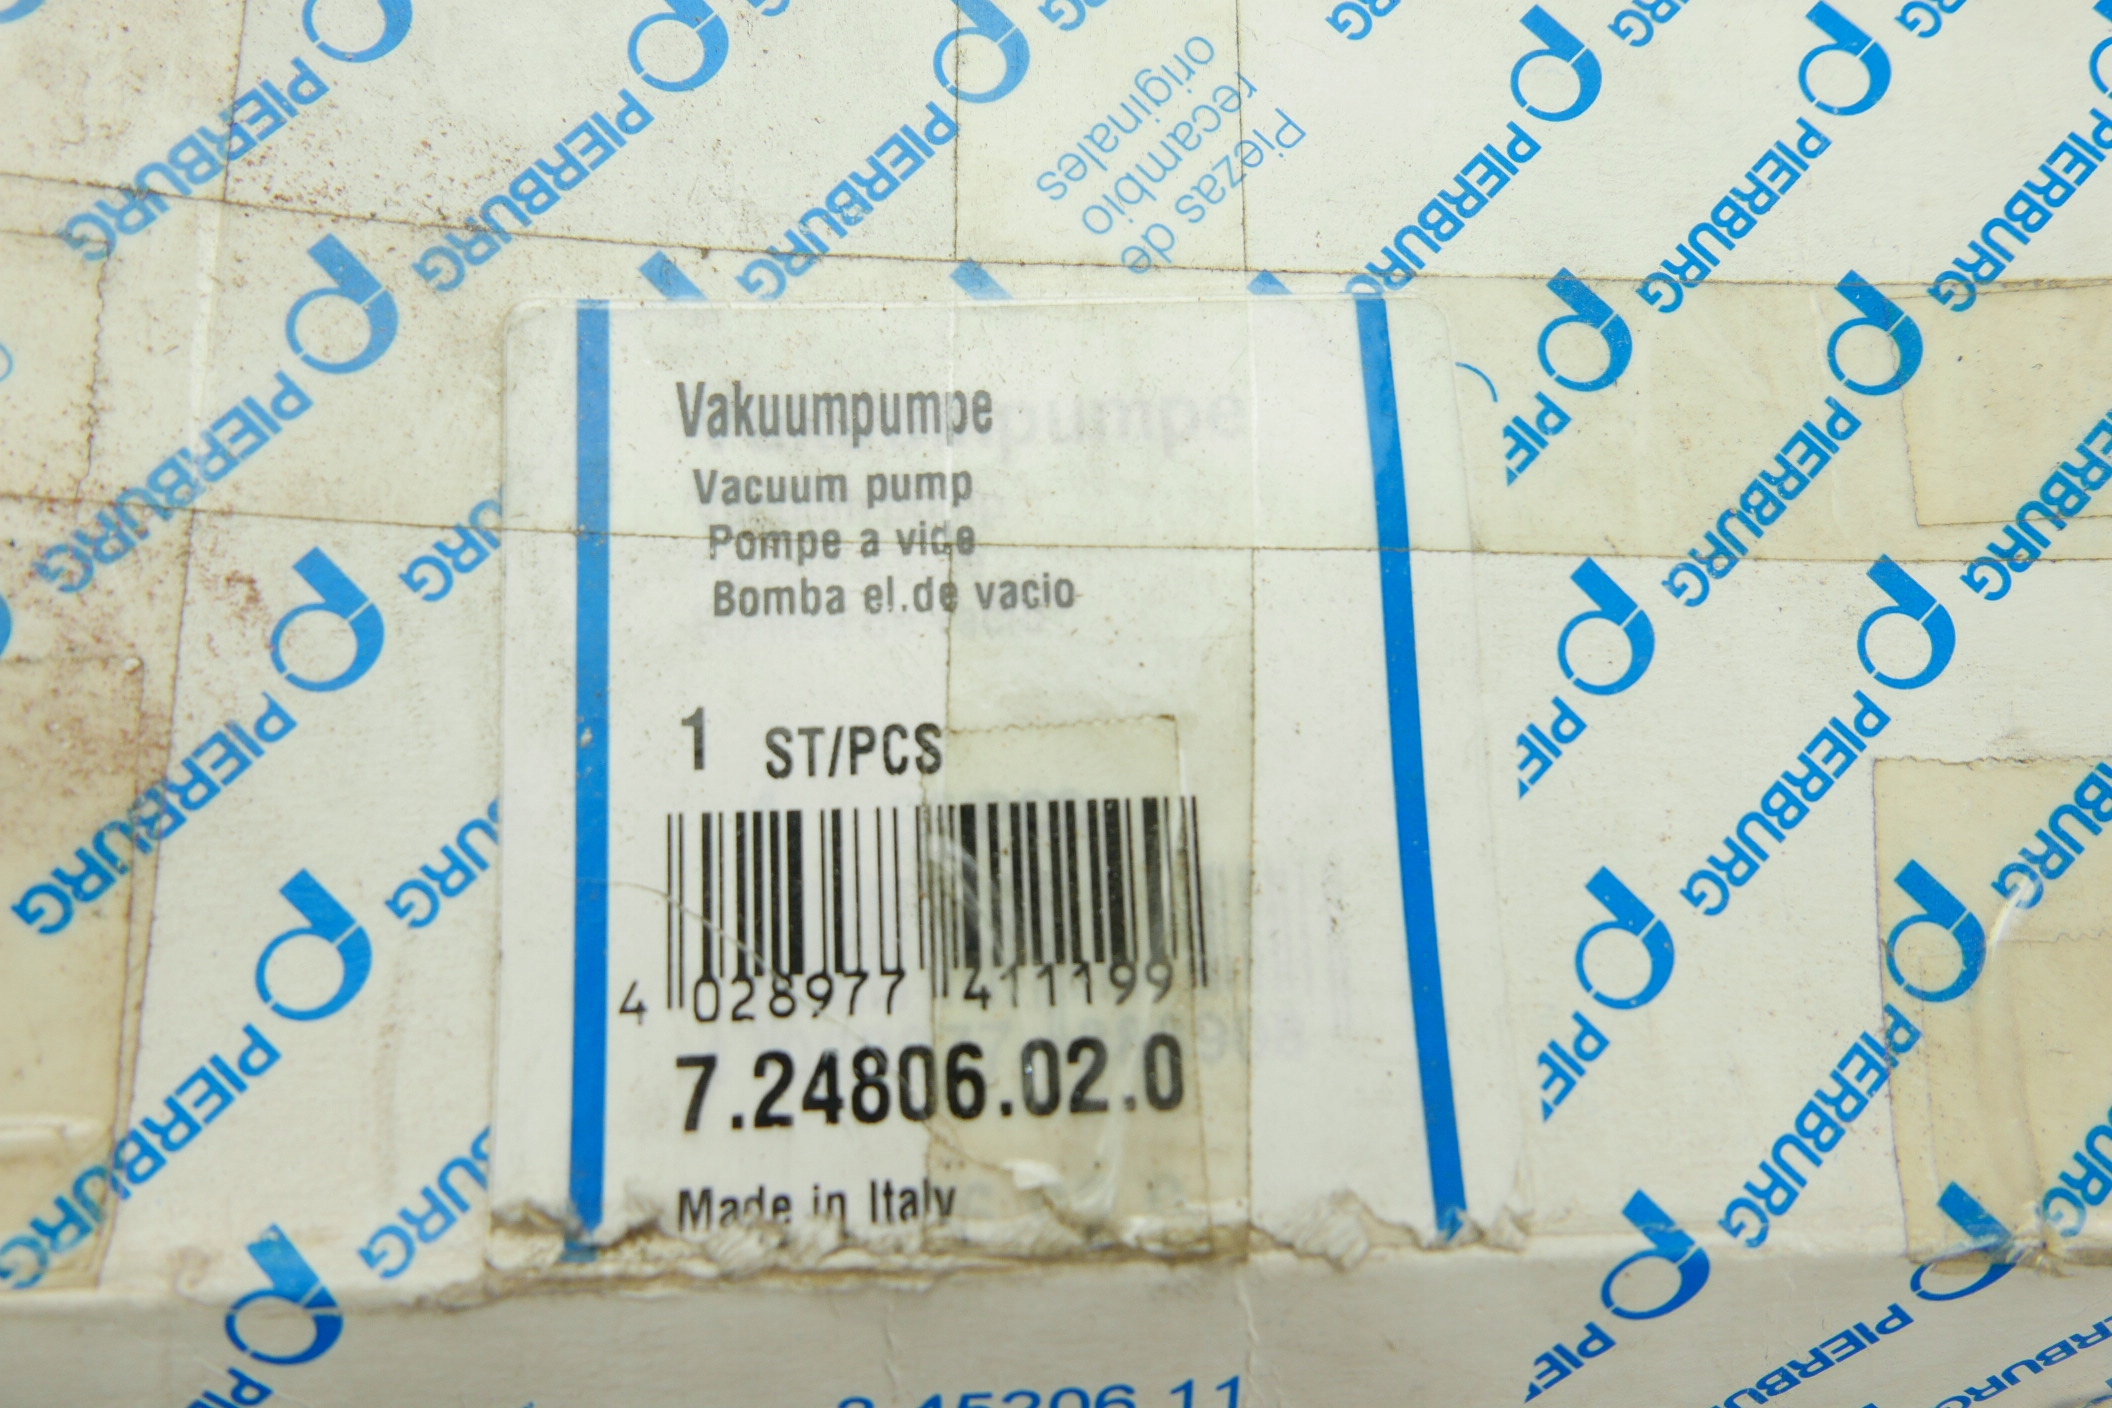 PIERBURG
Piezas de
recambio
originales
Vakuumpumpe
Vacuum pump
Pompe a vide
Bomba el.de vacio
1 ST/PCS
4 028977 411199
7.24806.02.0
Made in Italy